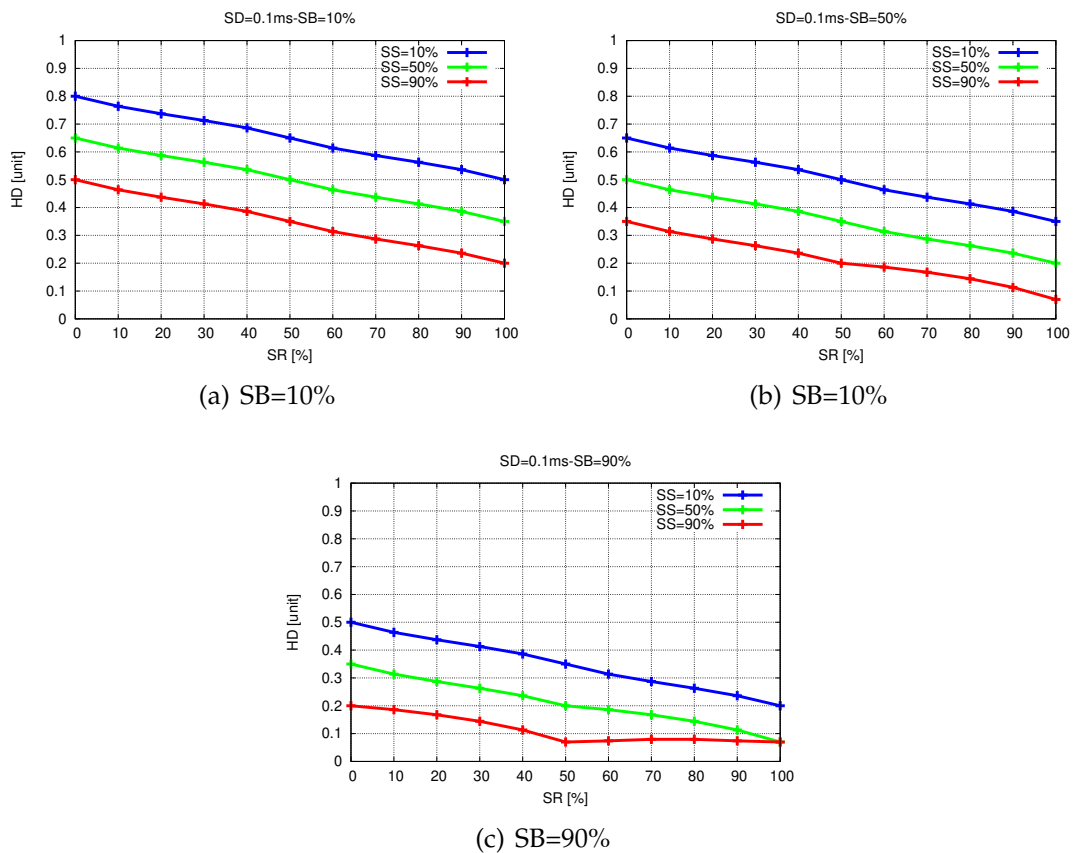 SD=0.1ms-SB=10%
1
0.9
0.8
0.7
0.6
0.5
0.4
0.3
0.2
0.1
0
HD [unit]
SS=10%
SS=50%
SS=90%
0 10 20 30 40 50 60 70 80 90 100
SR [%]
(a) SB=10%
SD=0.1ms-SB=50%
1
0.9
0.8
0.7
0.6
0.5
0.4
0.3
0.2
0.1
0
HD [unit]
SS=10%
SS=50%
SS=90%
0 10 20 30 40 50 60 70 80 90 100
SR [%]
(b) SB=10%
SD=0.1ms-SB=90%
1
0.9
0.8
0.7
0.6
0.5
0.4
0.3
0.2
0.1
0
HD [unit]
SS=10%
SS=50%
SS=90%
0 10 20 30 40 50 60 70 80 90 100
SR [%]
(c) SB=90%